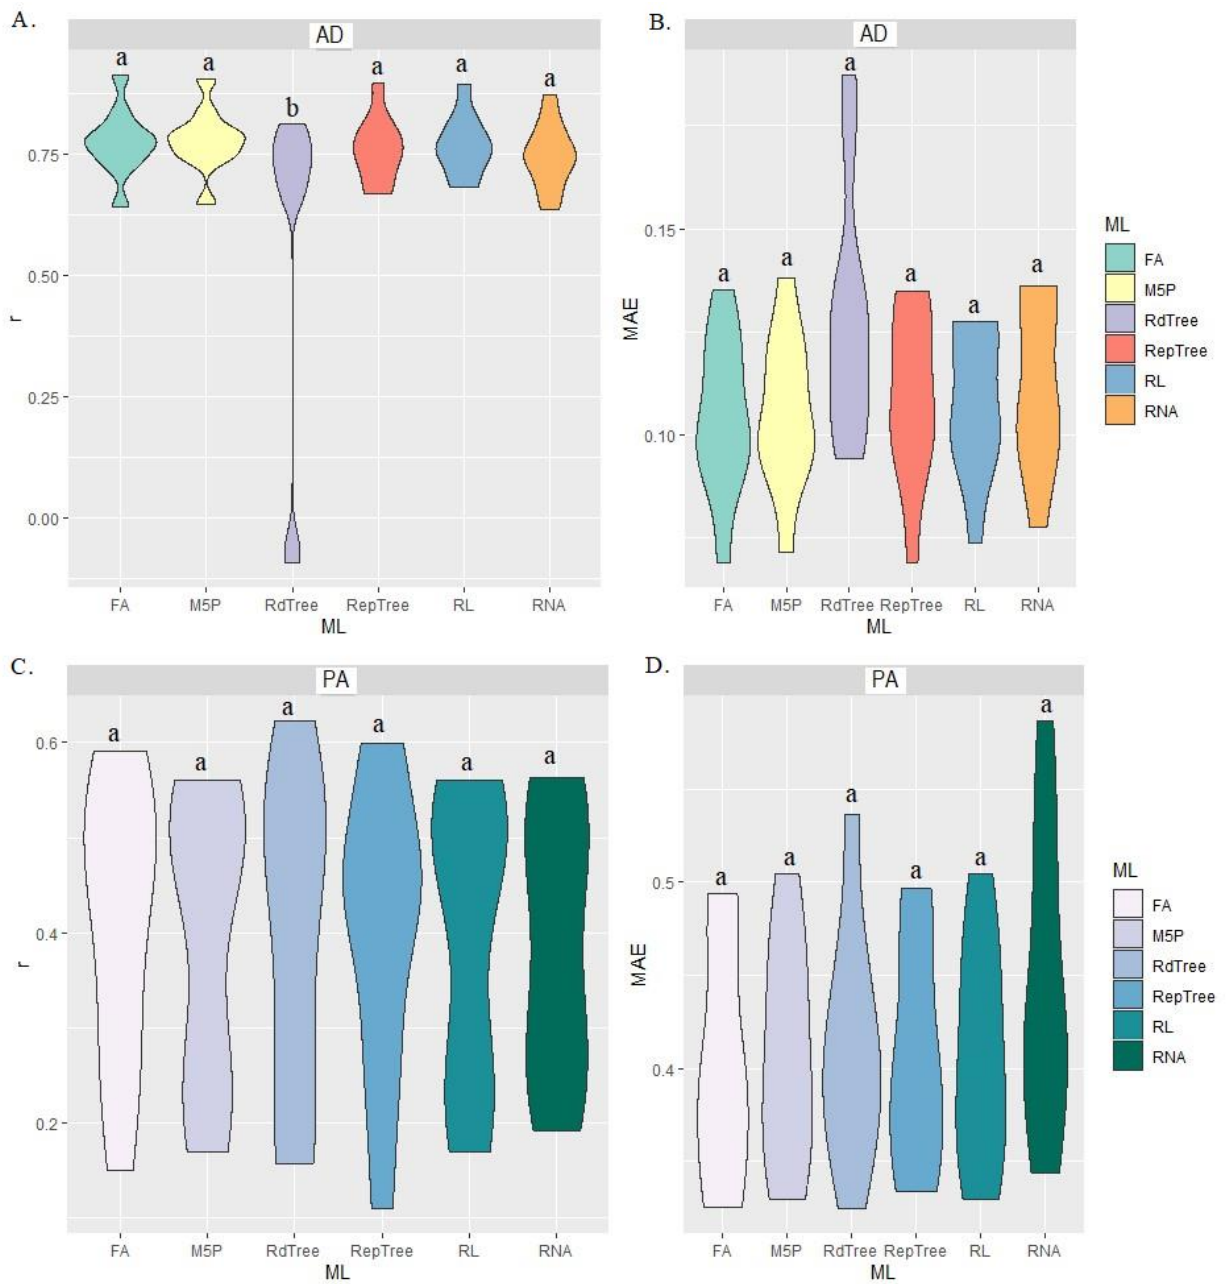 A.
AD
a a b a a a
0.75
0.50
0.25
0.00
r
FA M5P RdTree RepTree RL RNA
ML
B.
AD
a a a a a a
0.15
0.10
MAE
FA M5P RdTree RepTree RL RNA
ML
ML
FA
M5P
RdTree
RepTree
RL
RNA
C.
PA
a a a a a a
0.6
0.4
0.2
r
FA M5P RdTree RepTree RL RNA
ML
D.
PA
a a a a a a
0.5
0.4
MAE
FA M5P RdTree RepTree RL RNA
ML
ML
FA
M5P
RdTree
RepTree
RL
RNA